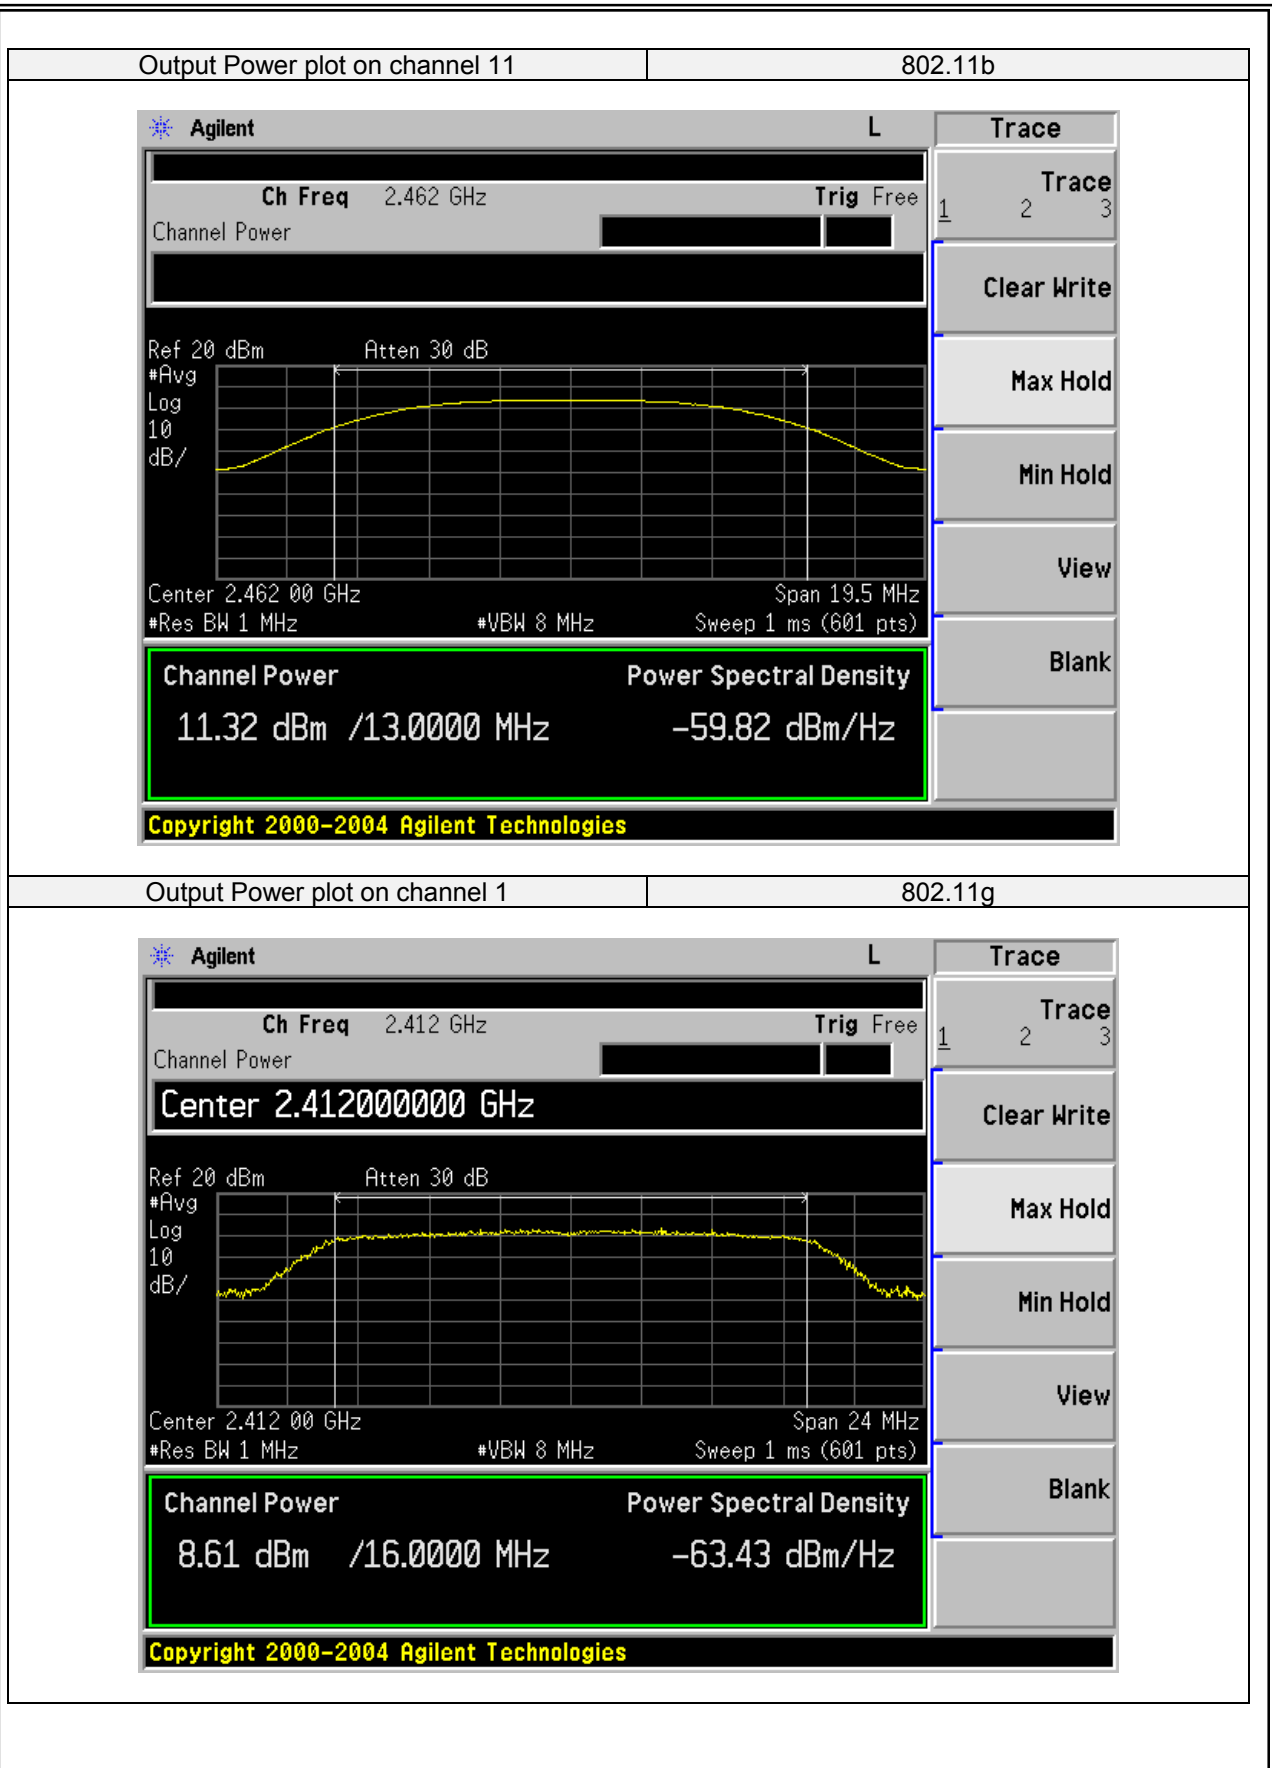 Output Power plot on channel 11 802.11b
Agilent L Trace
Ch Freq 2.462 GHz Trig Free
Trace
1 2 3
Channel Power
Clear Write
Ref 20 dBm Atten 30 dB
#Avg
Max Hold
Log
10
dB/
Min Hold
View
Center 2.462 00 GHz Span 19.5 MHz
#Res BW 1 MHz #VBW 8 MHz Sweep 1 ms (601 pts)
Blank
Channel Power Power Spectral Density
11.32 dBm /13.0000 MHz -59.82 dBm/Hz
Copyright 2000-2004 Agilent Technologies
Output Power plot on channel 1 802.11g
Agilent L Trace
Ch Freq 2.412 GHz Trig Free
Trace
1 2 3
Channel Power
Center 2.412000000 GHz
Clear Write
Ref 20 dBm Atten 30 dB
#Avg
Max Hold
Log
10
dB/
Min Hold
View
Center 2.412 00 GHz Span 24 MHz
#Res BW 1 MHz #VBW 8 MHz Sweep 1 ms (601 pts)
Blank
Channel Power Power Spectral Density
8.61 dBm /16.0000 MHz -63.43 dBm/Hz
Copyright 2000-2004 Agilent Technologies